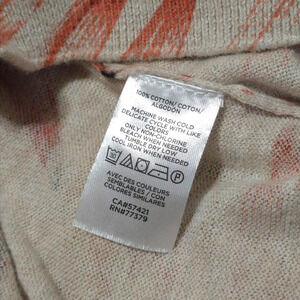 100% COTTON/ COTON/
ALGODON
MACHINE WASH COLD
DELICATE CYCLE WITH LIKE
COLORS
ONLY NON-CHLORINE
BLEACH WHEN NEEDED
TUMBLE DRY LOW
COOL IRON WHEN NEEDED
AVEC DES COULEURS
SEMBLABLES / CON
COLORES SIMILARES
CA#57421
RN#77379